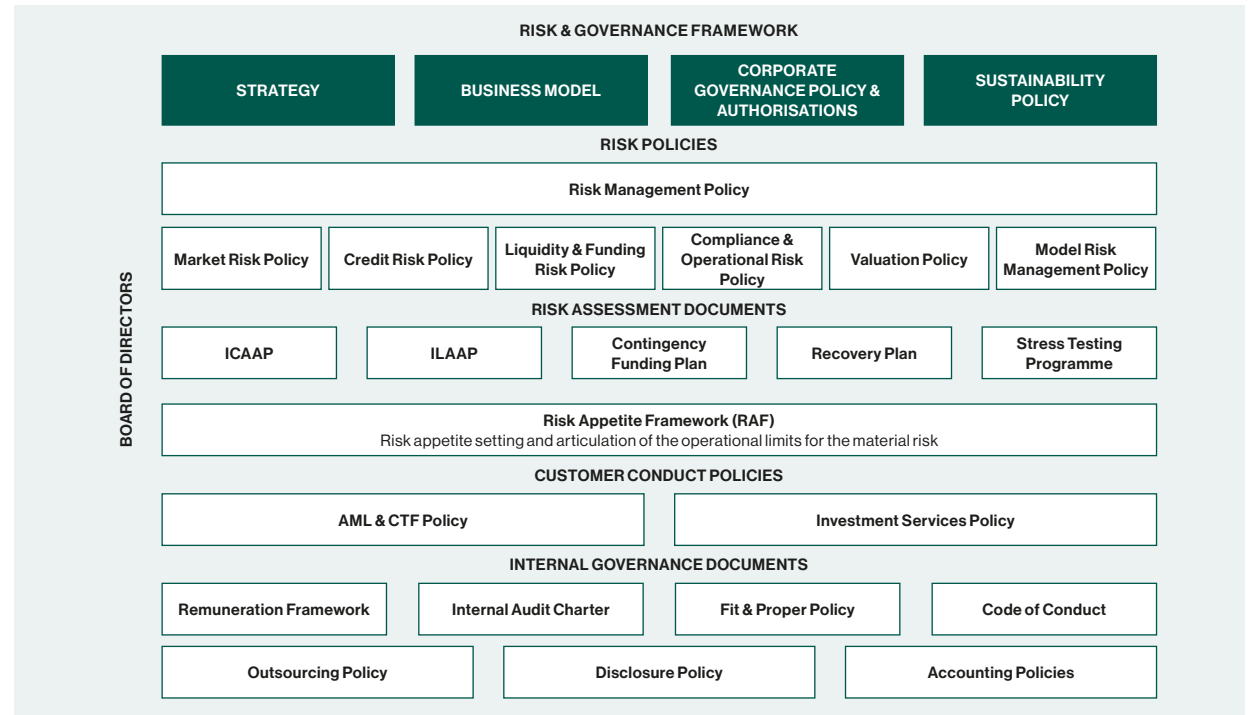 RISK & GOVERNANCE FRAMEWORK
STRATEGY
BUSINESS MODEL
CORPORATE
GOVERNANCE POLICY &
AUTHORISATIONS
SUSTAINABILITY
POLICY
RISK POLICIES
Risk Management Policy
Market Risk Policy
Credit Risk Policy
Liquidity & Funding
Risk Policy
Compliance &
Operational Risk
Policy
Valuation Policy
Model Risk
Management Policy
BOARD OF DIRECTORS
RISK ASSESSMENT DOCUMENTS
ICAAP
ILAAP
Contingency
Funding Plan
Recovery Plan
Stress Testing
Programme
Risk Appetite Framework (RAF)
Risk appetite setting and articulation of the operational limits for the material risk
CUSTOMER CONDUCT POLICIES
AML & CTF Policy
Investment Services Policy
INTERNAL GOVERNANCE DOCUMENTS
Remuneration Framework
Internal Audit Charter
Fit & Proper Policy
Code of Conduct
Outsourcing Policy
Disclosure Policy
Accounting Policies